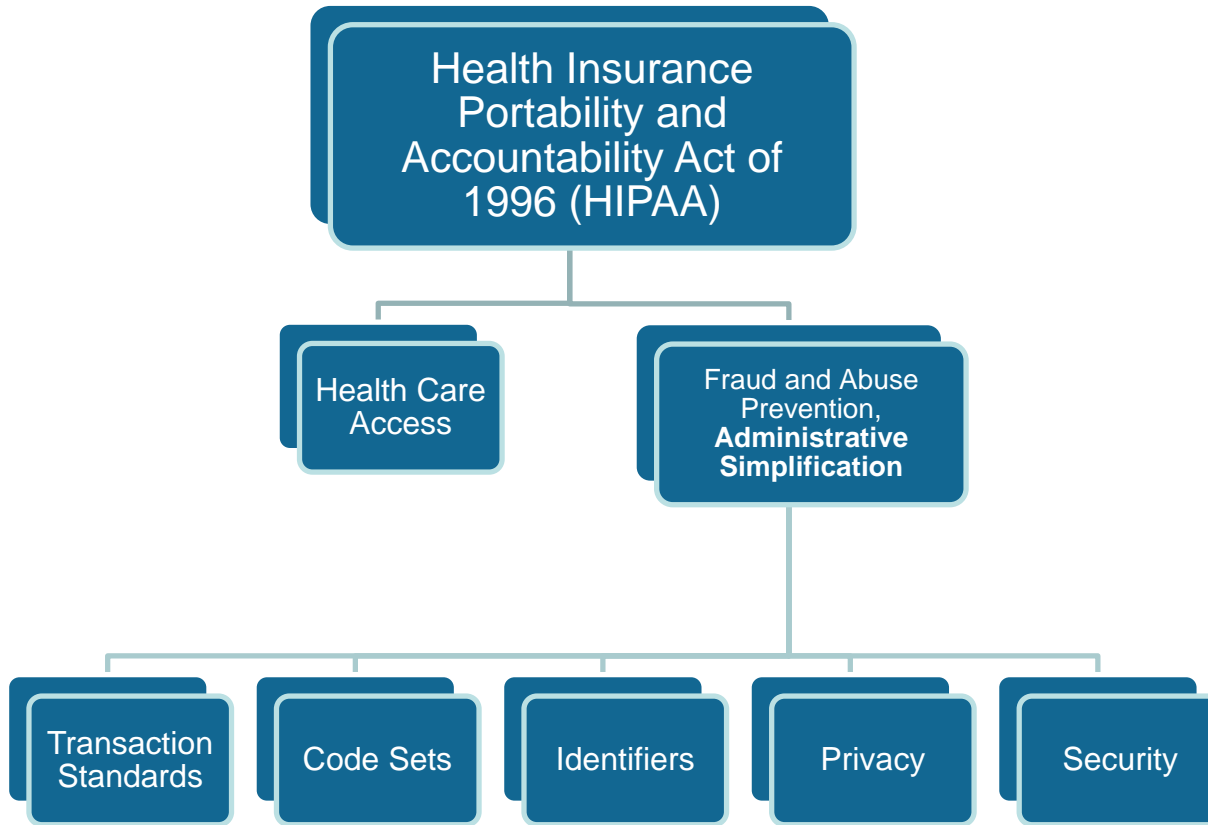 Health Insurance
Portability and
Accountability Act of
1996 (HIPAA)
Health Care
Access
Fraud and Abuse
Prevention,
Administrative
Simplification
Transaction
Standards
Code Sets
Identifiers
Privacy
Security